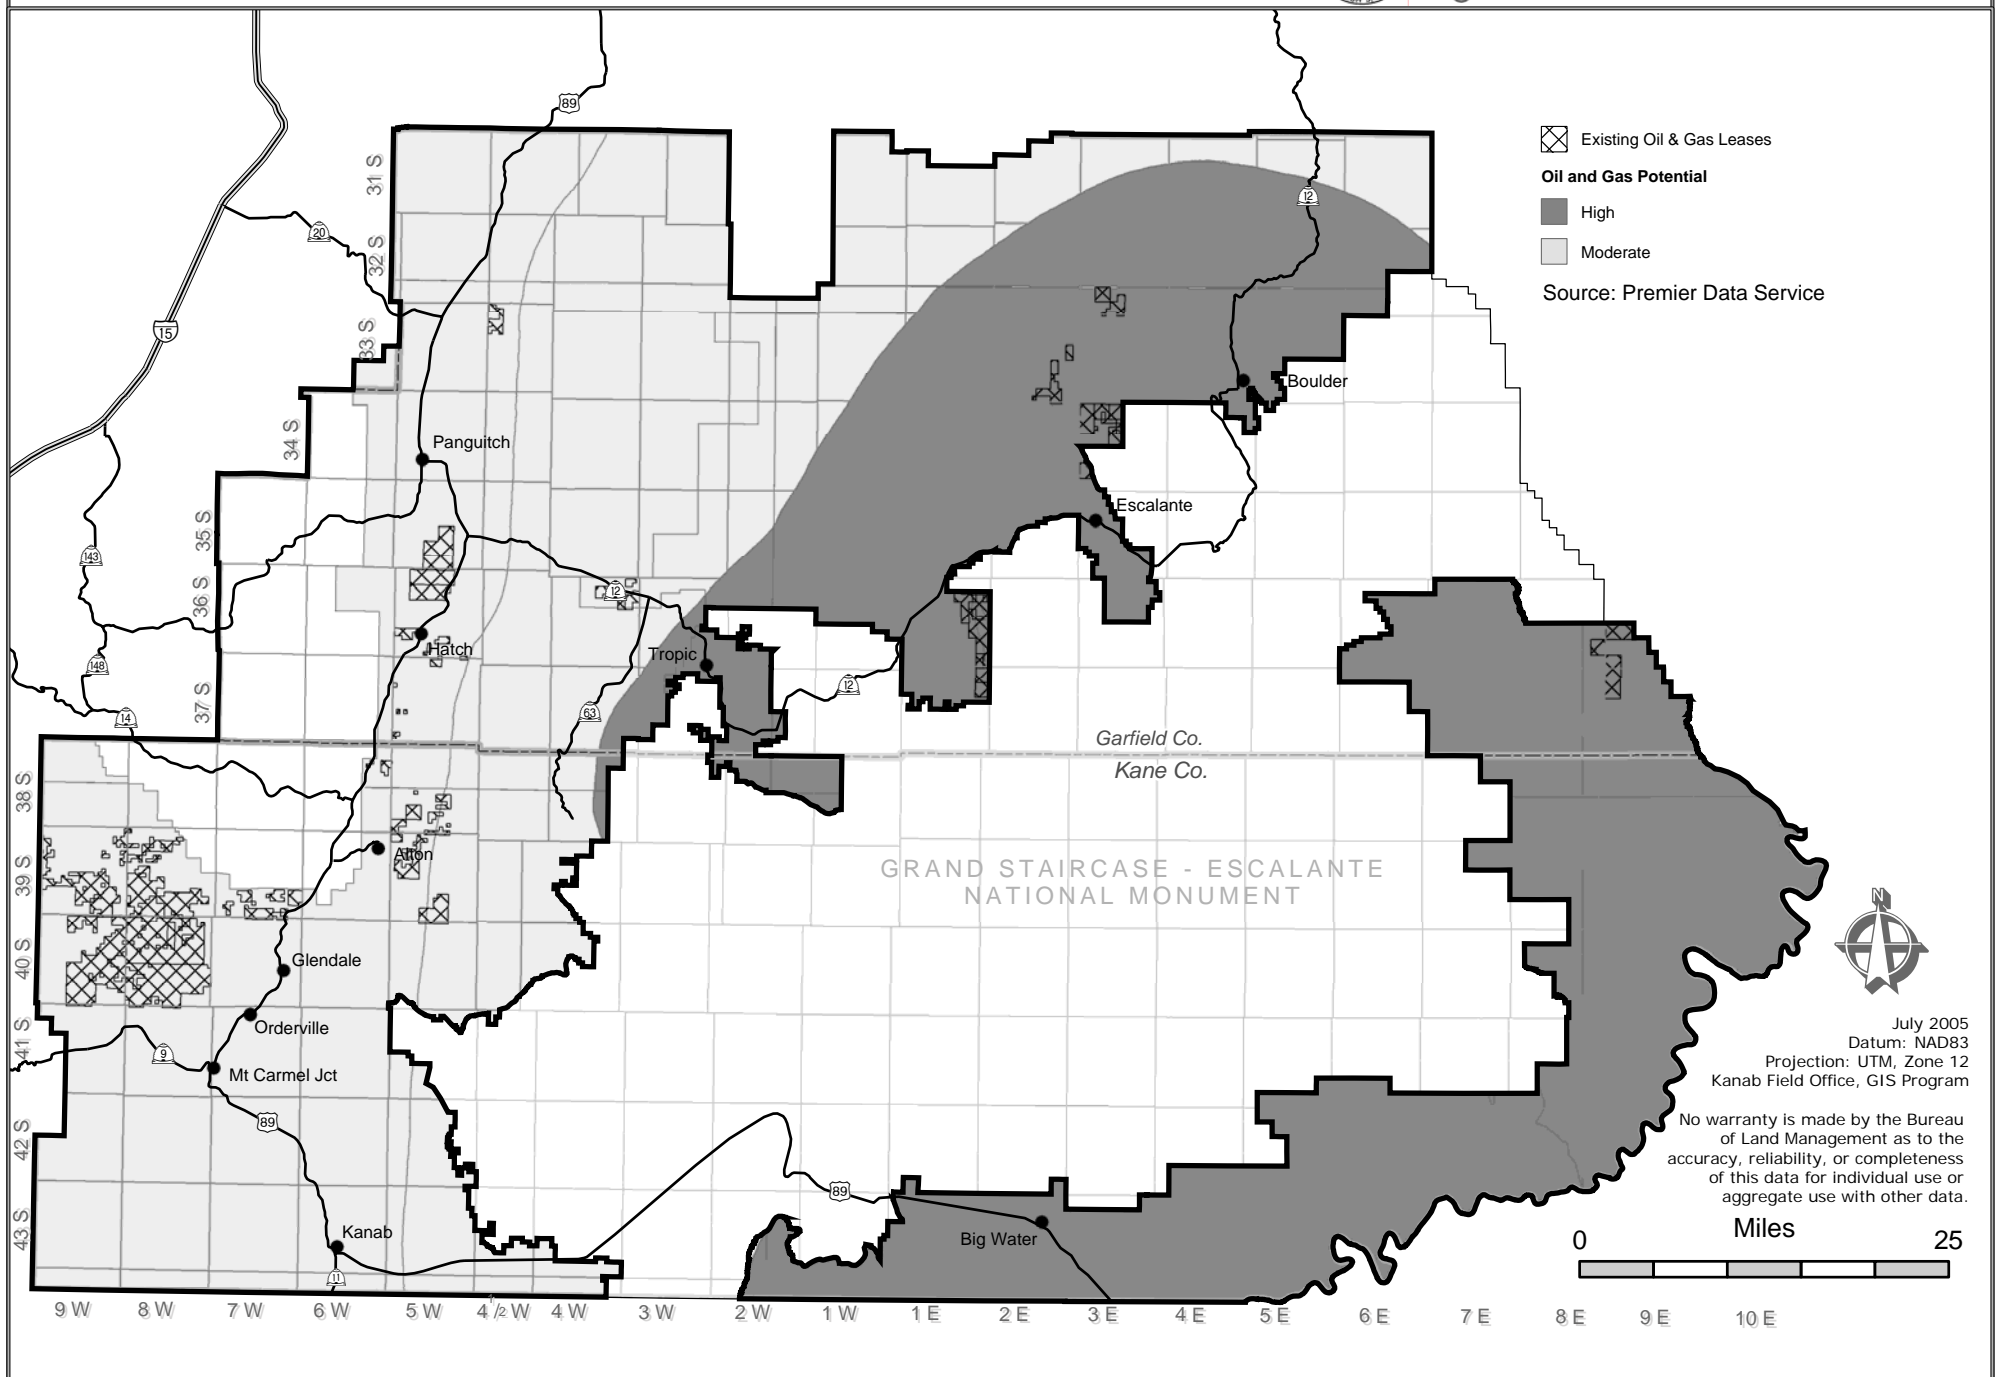 Existing Oil & Gas Leases
Oil and Gas Potential
High
Moderate
Source: Premier Data Service
89
12
20
15
31 S
32 S
33 S
34 S
35 S
36 S
37 S
38 S
39 S
40 S
41 S
42 S
43 S
Boulder
Panguitch
Escalante
143
12
Hatch
Tropic
148
12
14
63
Garfield Co.
Kane Co.
Alton
GRAND STAIRCASE - ESCALANTE
NATIONAL MONUMENT
Glendale
Orderville
9
Mt Carmel Jct
89
89
Kanab
Big Water
11
N
July 2005
Datum: NAD83
Projection: UTM, Zone 12
Kanab Field Office, GIS Program
No warranty is made by the Bureau
of Land Management as to the
accuracy, reliability, or completeness
of this data for individual use or
aggregate use with other data.
Miles
0 25
9 W 8 W 7 W 6 W 5 W 4 1/2 W 4 W 3 W 2 W 1 W 1 E 2 E 3 E 4 E 5 E 6 E 7 E 8 E 9 E 10 E